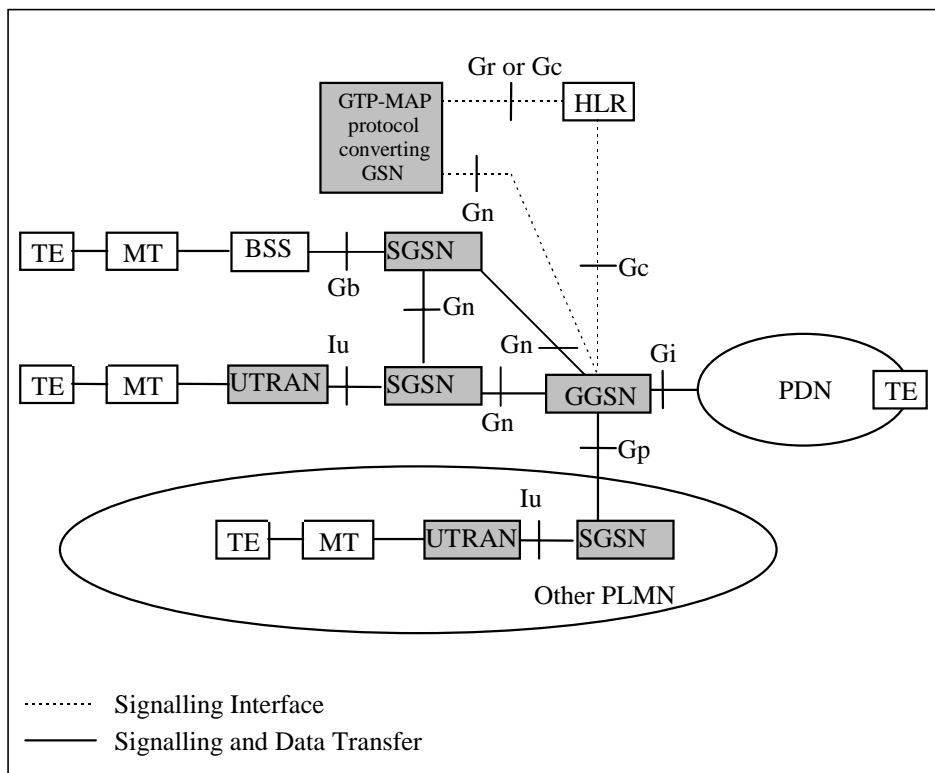 Gr or Gc
GTP-MAP
protocol
converting
GSN
HLR
Gn
TE
MT
BSS
Gb
SGSN
Gn
Gc
Gn
TE
MT
UTRAN
Iu
SGSN
Gn
GGSN
Gi
PDN
TE
Gp
TE
MT
UTRAN
Iu
SGSN
Other PLMN
Signalling Interface
Signalling and Data Transfer